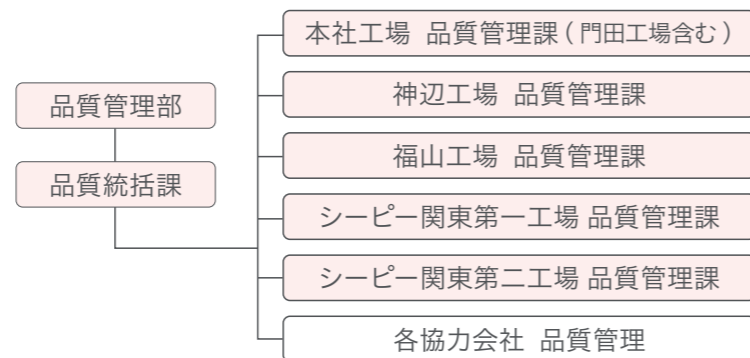 品質管理部
品質統括課
本社工場 品質管理課 ( 門田工場含む )
神辺工場 品質管理課
福山工場 品質管理課
シーピー関東第一工場 品質管理課
シーピー関東第二工場 品質管理課
各協力会社 品質管理